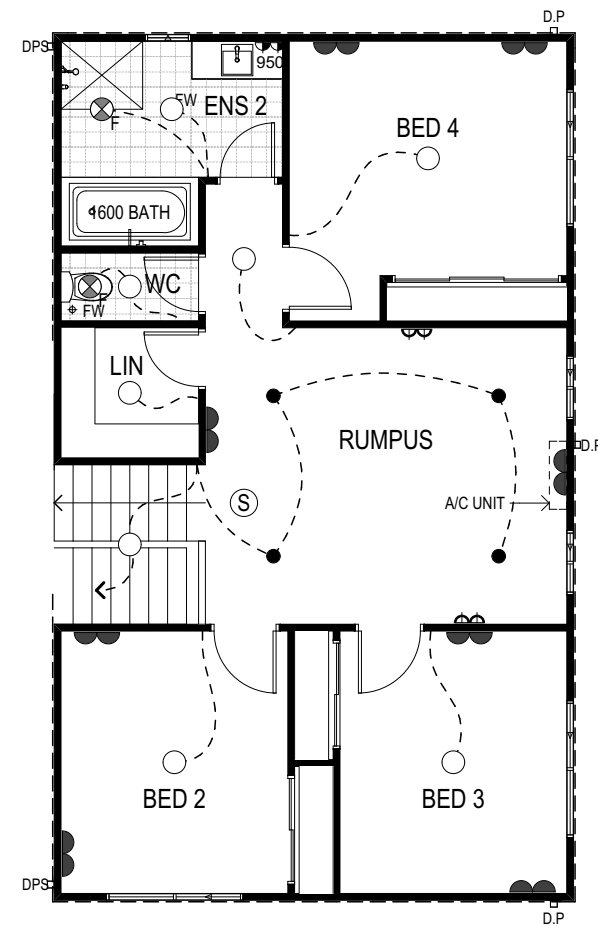 D.P
DPS
950
FW
ENS 2
F
BED 4
1600 BATH
WC
F
FW
LIN
RUMPUS
D.P
S
A/C UNIT
BED 2
BED 3
DPS
D.P